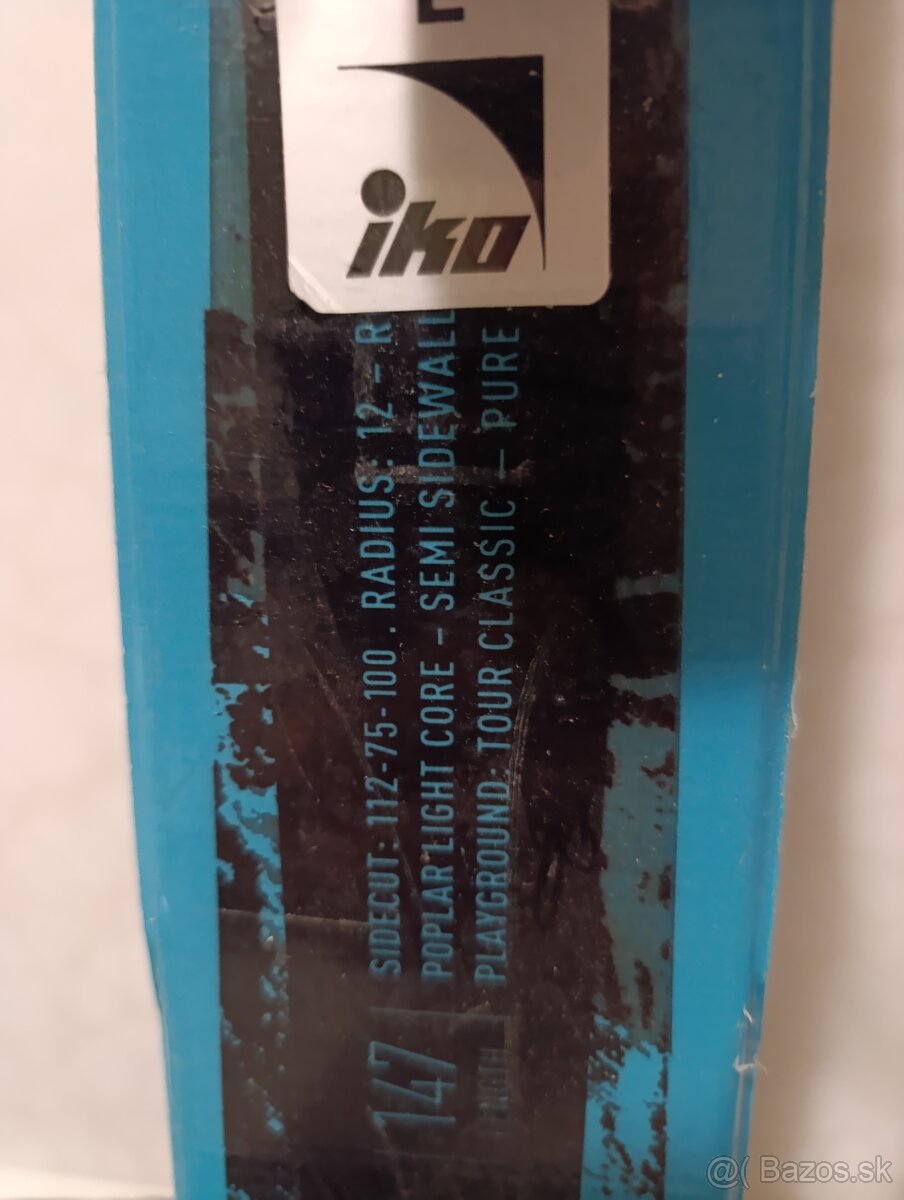 iko
SIDECUT: 112-75-100 . RADIUS: 12 – R
POPLAR LIGHT CORE – SEMI SIDEWALL
PLAYGROUND: TOUR CLASSIC – PURE
147
LENGTH
@( Bazos.sk